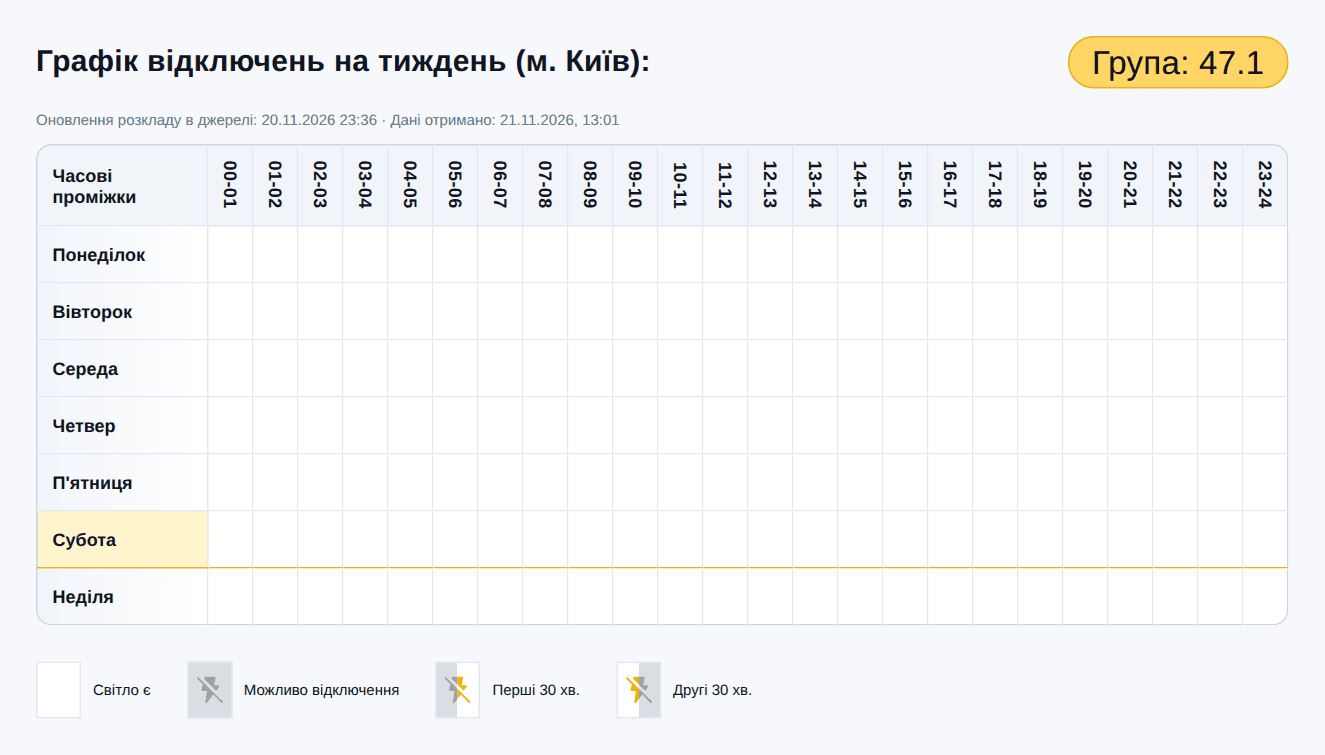 Графік відключень на тиждень (м. Київ):
Група: 47.1
Оновлення розкладу в джерелі: 20.11.2026 23:36 · Дані отримано: 21.11.2026, 13:01
Часові
проміжки
00-01
01-02
02-03
03-04
04-05
05-06
06-07
07-08
08-09
09-10
10-11
11-12
12-13
13-14
14-15
15-16
16-17
17-18
18-19
19-20
20-21
21-22
22-23
23-24
Понеділок
Вівторок
Середа
Четвер
П'ятниця
Субота
Неділя
Світло є
Можливо відключення
Перші 30 хв.
Другі 30 хв.